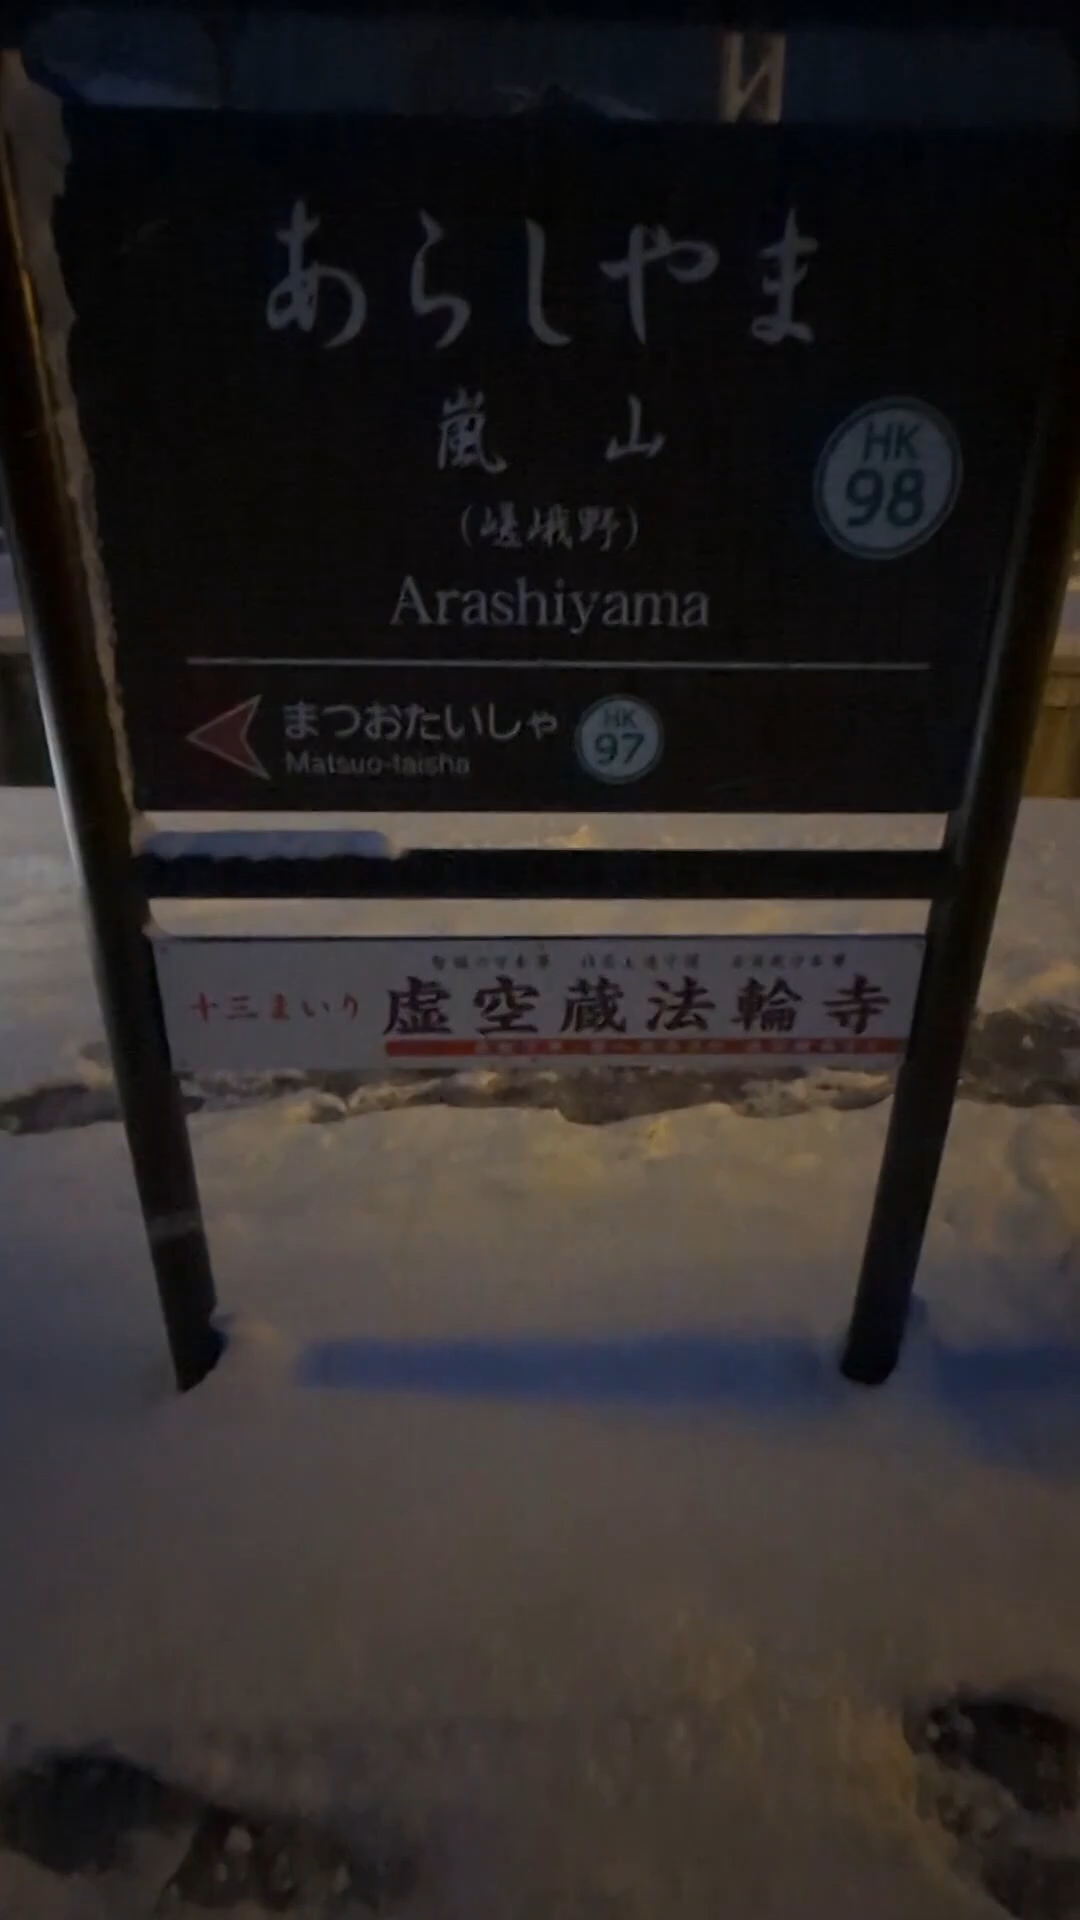 あらしやま
嵐山
(嵯峨野)
HK
98
Arashiyama
まつおたいしゃ
Matsuo-taisha
HK
97
十三まいり
虚空蔵法輪寺